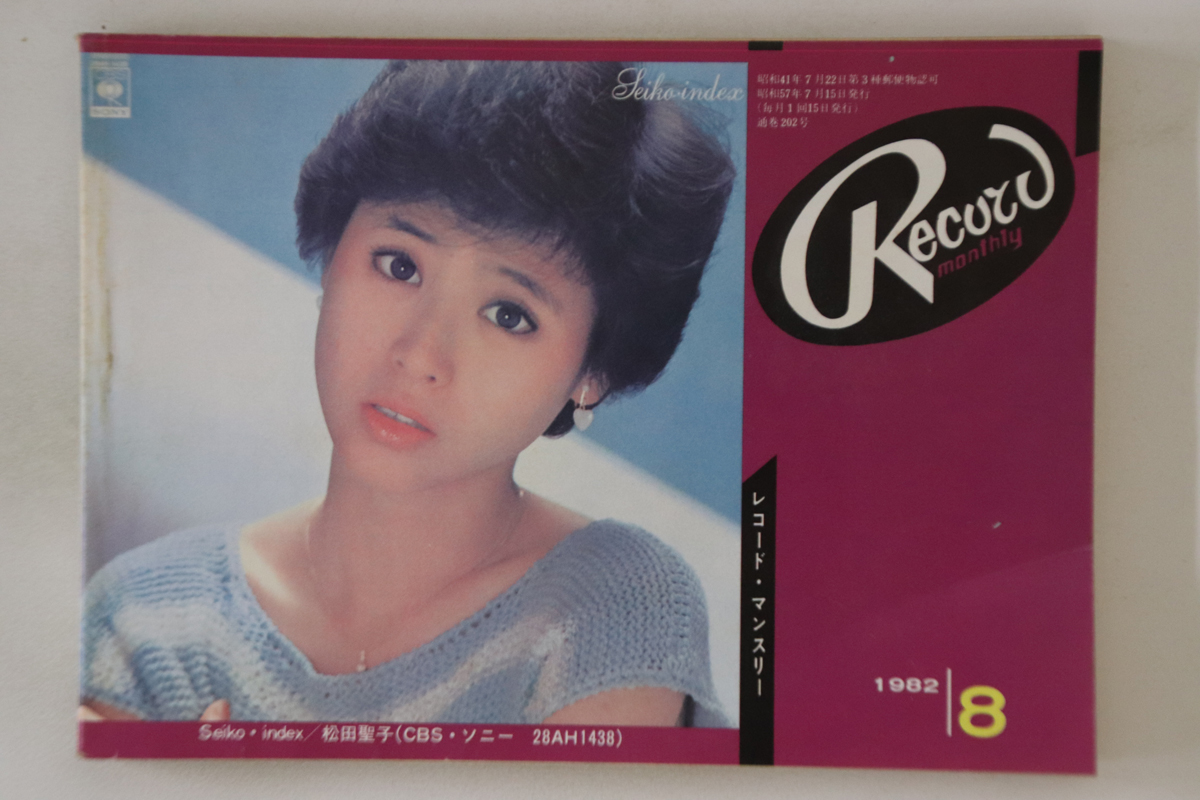 SONY
Seiko・index
昭和41年7月22日第3種郵便物認可
昭和57年7月15日発行
(毎月1回15日発行)
通巻202号
Record
monthly
レコード・マンスリー
1982
8
Seiko・index／松田聖子(CBS・ソニー 28AH1438)